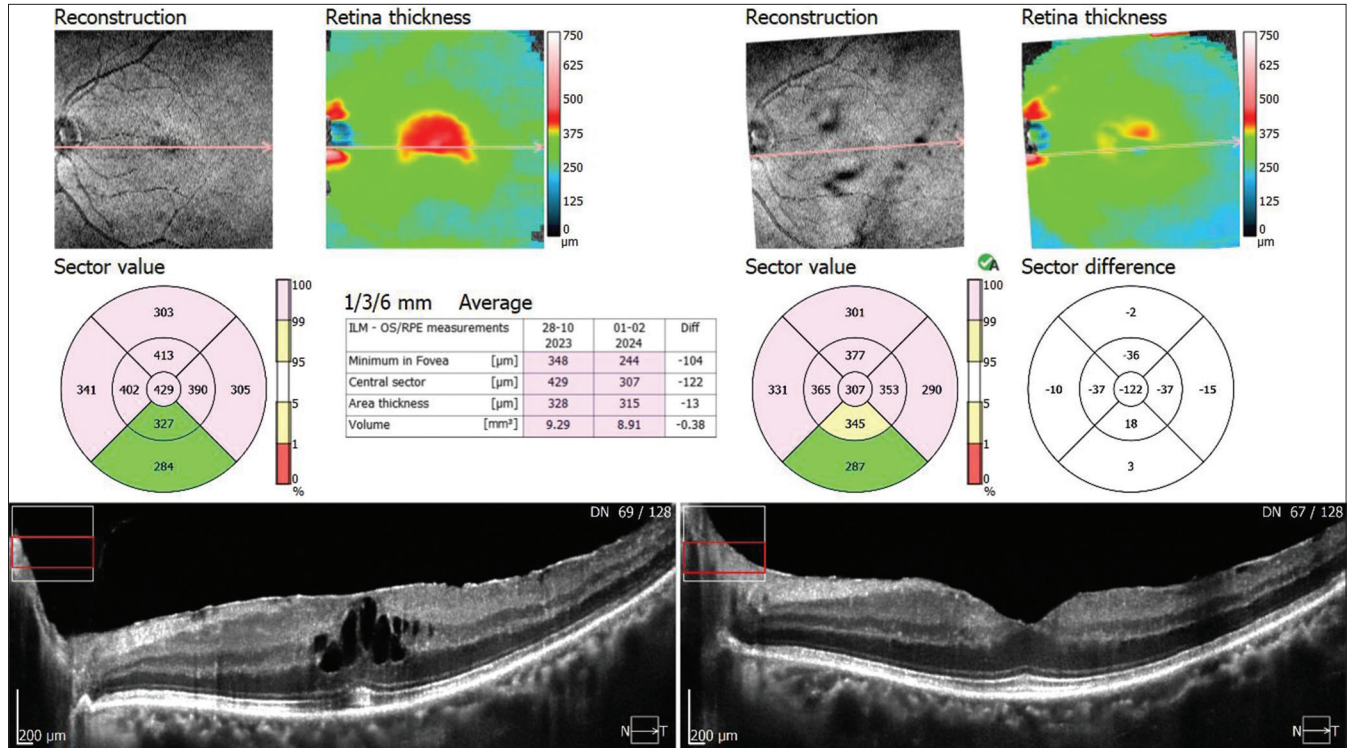 Reconstruction
Retina thickness
750
625
500
375
250
125
0
µm
Reconstruction
Retina thickness
750
625
500
375
250
125
0
µm
Sector value
303
413
341 402 429 390 305
327
284
100
99
95
5
1
0
%
1/3/6 mm Average
ILM - OS/RPE measurements 28-10 2023 01-02 2024 Diff
Minimum in Fovea [µm] 348 244 -104
Central sector [µm] 429 307 -122
Area thickness [µm] 328 315 -13
Volume [mm³] 9.29 8.91 -0.38
Sector value
A
301
377
331 365 307 353 290
345
287
100
99
95
5
1
0
%
Sector difference
-2
-36
-10 -37 -122 -37 -15
18
3
DN 69 / 128
200 µm
N T
DN 67 / 128
200 µm
N T